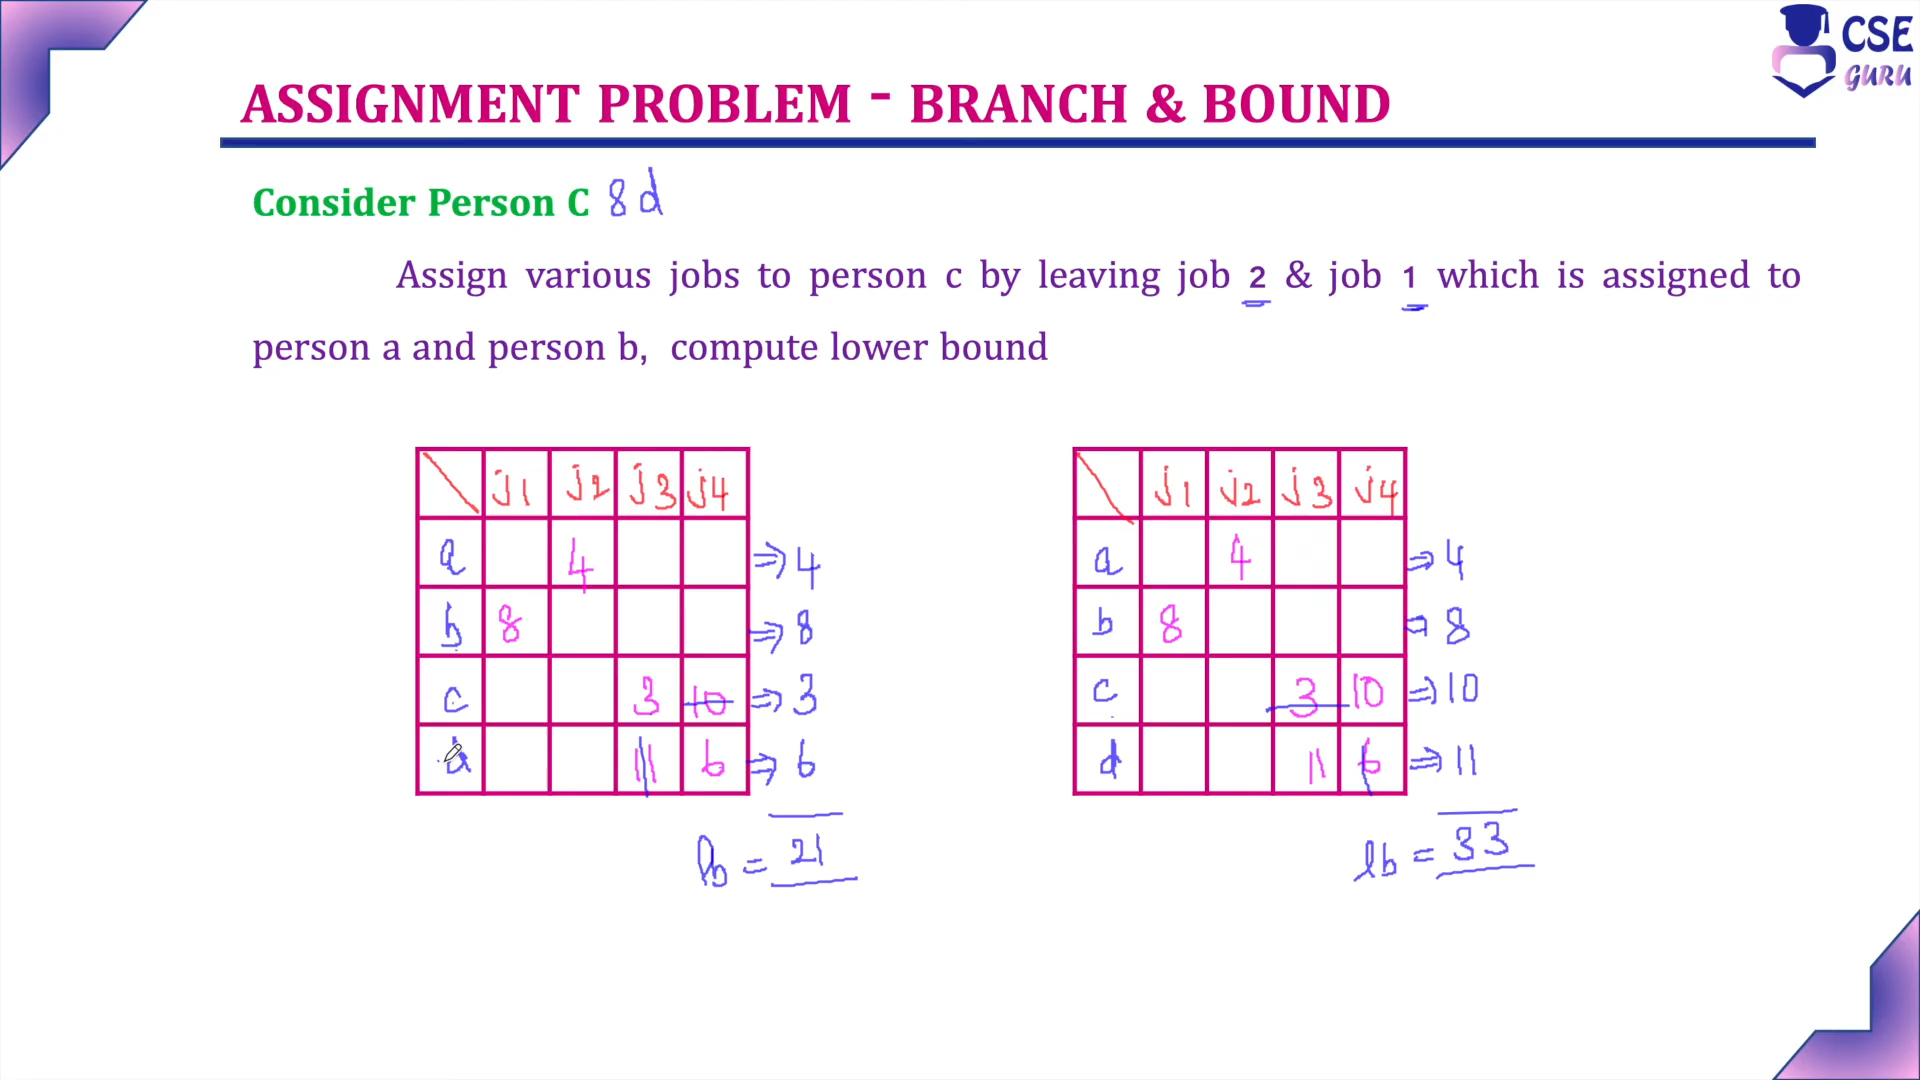 CSE
GURU
ASSIGNMENT PROBLEM - BRANCH & BOUND
Consider Person C 8 d
Assign various jobs to person c by leaving job 2 & job 1 which is assigned to
person a and person b, compute lower bound
j1 j2 j3 j4
a 4 ⇒ 4
b 8 ⇒ 8
c 3 10 ⇒ 3
d 11 6 ⇒ 6
lb = 21
j1 j2 j3 j4
a 4 ⇒ 4
b 8 ⇒ 8
c 3 10 ⇒ 10
d 11 6 ⇒ 11
lb = 33